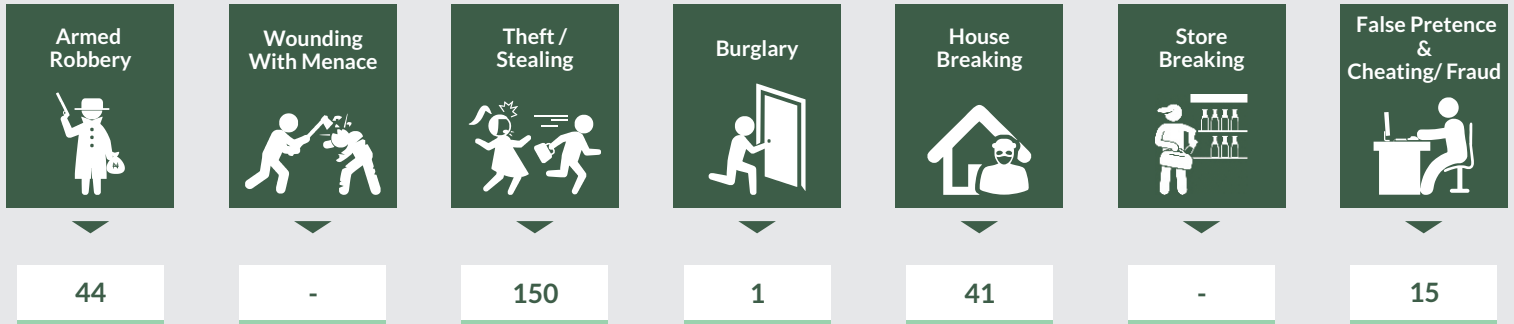 Armed
Robbery
Wounding
With Menace
Theft /
Stealing
Burglary
House
Breaking
Store
Breaking
False Pretence
&
Cheating/ Fraud
44
-
150
1
41
-
15